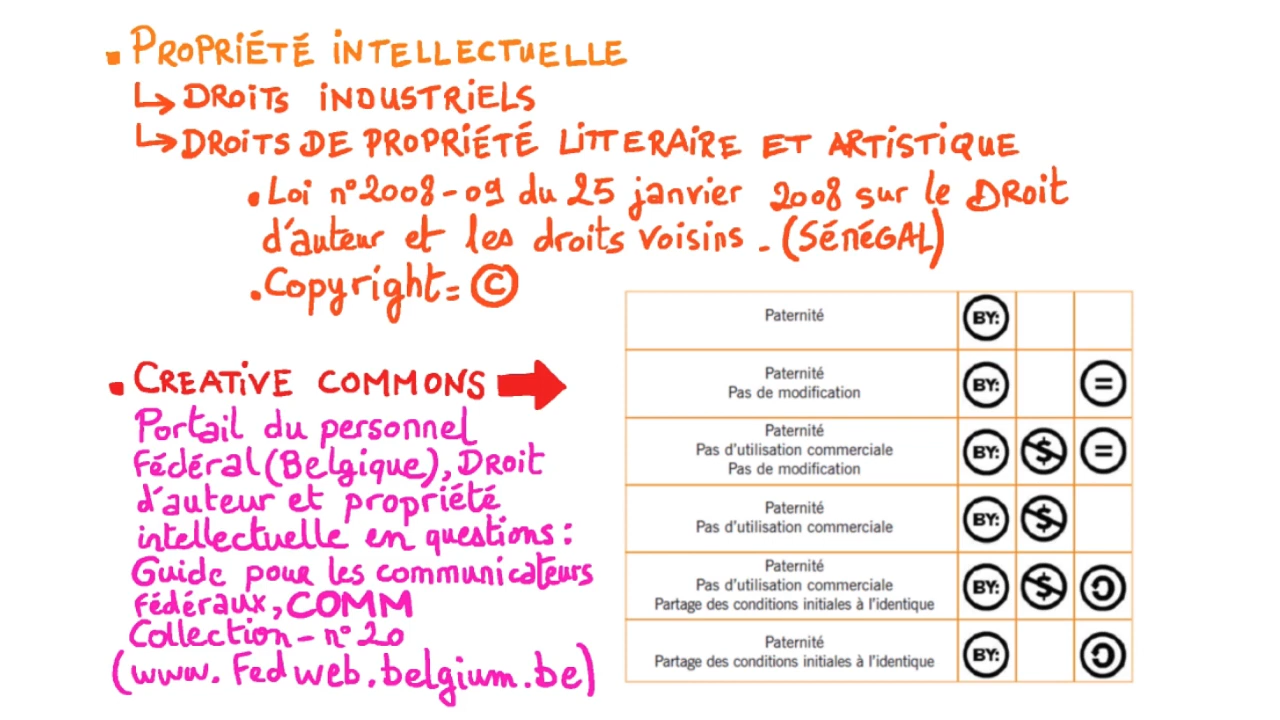 . PROPRIÉTÉ INTELLECTUELLE
↳ DROITS INDUSTRIELS
↳ DROITS DE PROPRIÉTÉ LITTERAIRE ET ARTISTIQUE
. Loi n° 2008-09 du 25 janvier 2008 sur le DRoit
d'auteur et les droits voisins. (SÉNÉGAL)
. Copyright = ©
. CREATIVE COMMONS
Portail du personnel
Fédéral (Belgique), DRoit
d'auteur et propriété
intellectuelle en questions :
Guide pour les communicateurs
fédéraux, COMM
Collection - n° 20
(www.Fedweb.belgium.be)
Paternité BY:
Paternité
Pas de modification BY: =
Paternité
Pas d'utilisation commerciale
Pas de modification BY: $ =
Paternité
Pas d'utilisation commerciale BY: $
Paternité
Pas d'utilisation commerciale
Partage des conditions initiales à l'identique BY: $
Paternité
Partage des conditions initiales à l'identique BY: